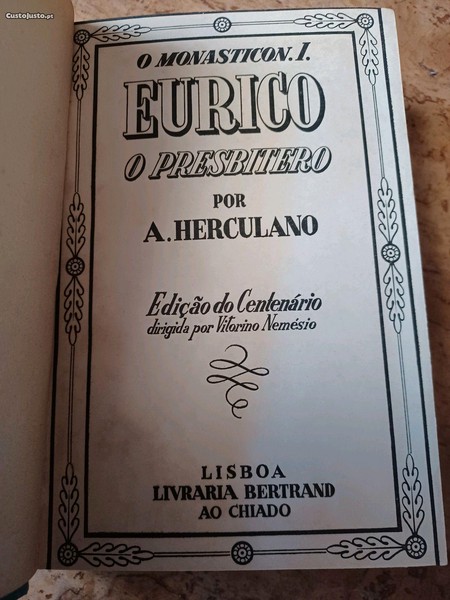 CustoJusto.pt
O MONASTICON. I.
EURICO
O PRESBITERO
POR
A. HERCULANO
Edição do Centenário
dirigida por Vitorino Nemésio
LISBOA
LIVRARIA BERTRAND
AO CHIADO